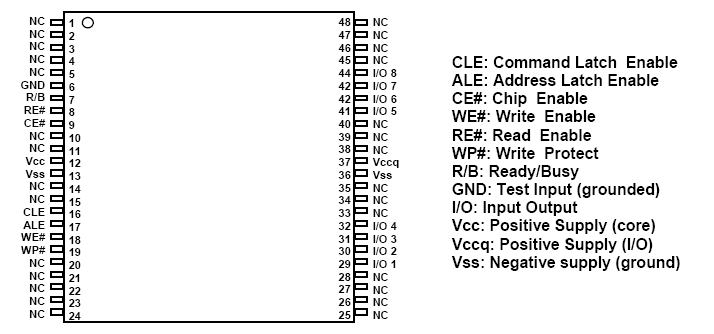 NC 1 48 NC
NC 2 47 NC
NC 3 46 NC
NC 4 45 NC
NC 5 44 I/O 8
GND 6 42 I/O 7
R/B 7 42 I/O 6
RE# 8 41 I/O 5
CE# 9 40 NC
NC 10 39 NC
NC 11 38 NC
Vcc 12 37 Vccq
Vss 13 36 Vss
NC 14 35 NC
NC 15 34 NC
CLE 16 33 NC
ALE 17 32 I/O 4
WE# 18 31 I/O 3
WP# 19 30 I/O 2
NC 20 29 I/O 1
NC 21 28 NC
NC 22 27 NC
NC 23 26 NC
NC 24 25 NC
CLE: Command Latch Enable
ALE: Address Latch Enable
CE#: Chip Enable
WE#: Write Enable
RE#: Read Enable
WP#: Write Protect
R/B: Ready/Busy
GND: Test Input (grounded)
I/O: Input Output
Vcc: Positive Supply (core)
Vccq: Positive Supply (I/O)
Vss: Negative supply (ground)